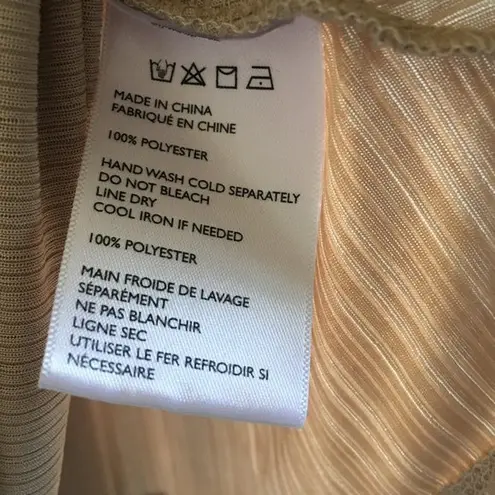 MADE IN CHINA
FABRIQUÉ EN CHINE
100% POLYESTER
HAND WASH COLD SEPARATELY
DO NOT BLEACH
LINE DRY
COOL IRON IF NEEDED
100% POLYESTER
MAIN FROIDE DE LAVAGE
SÉPARÉMENT
NE PAS BLANCHIR
LIGNE SEC
UTILISER LE FER REFROIDIR SI
NÉCESSAIRE